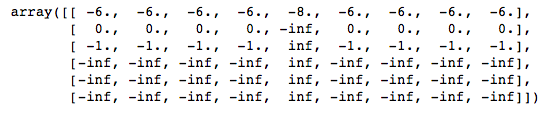 array([[ -6., -6., -6., -6., -8., -6., -6., -6., -6.],
[ 0., 0., 0., 0., -inf, 0., 0., 0., 0.],
[ -1., -1., -1., -1., inf, -1., -1., -1., -1.],
[-inf, -inf, -inf, -inf, inf, -inf, -inf, -inf, -inf],
[-inf, -inf, -inf, -inf, inf, -inf, -inf, -inf, -inf],
[-inf, -inf, -inf, -inf, inf, -inf, -inf, -inf, -inf]])